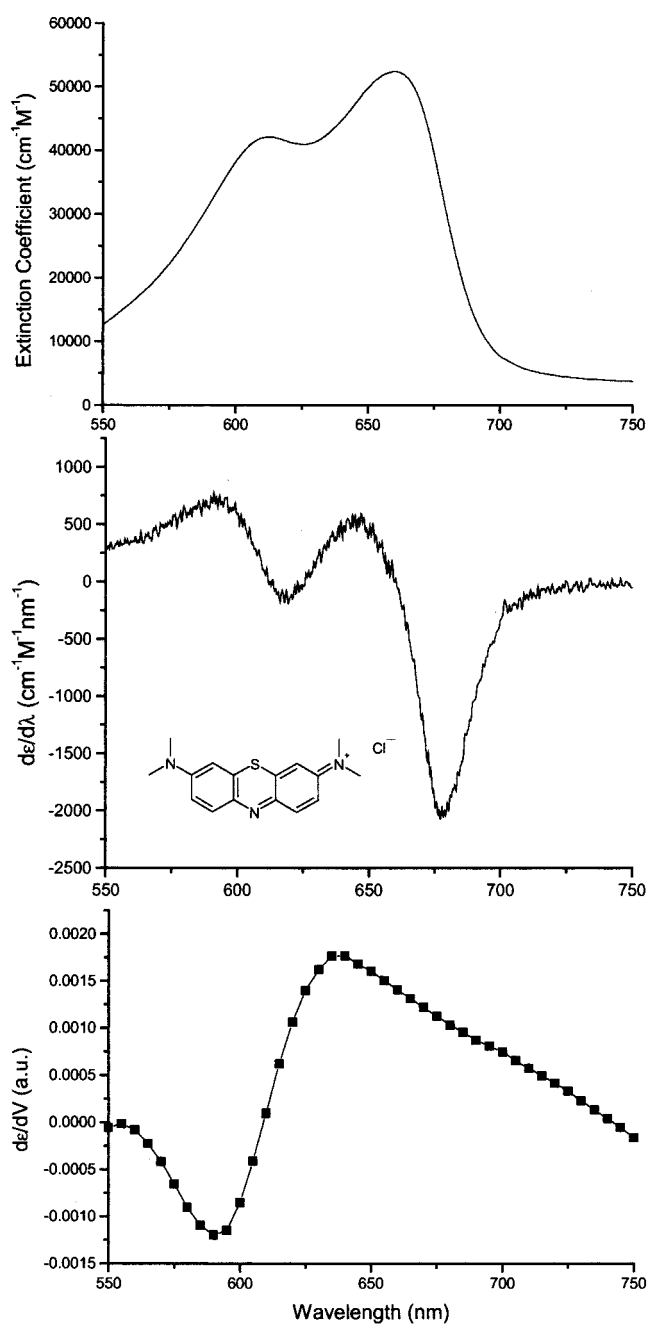 60000
50000
40000
30000
20000
10000
0
Extinction Coefficient (cm⁻¹M⁻¹)
550 600 650 700 750
1000
500
0
-500
-1000
-1500
-2000
-2500
dε/dλ (cm⁻¹M⁻¹nm⁻¹)
N S N+ Cl⁻
N
550 600 650 700 750
0.0020
0.0015
0.0010
0.0005
0.0000
-0.0005
-0.0010
-0.0015
dε/dV (a.u.)
550 600 650 700 750
Wavelength (nm)